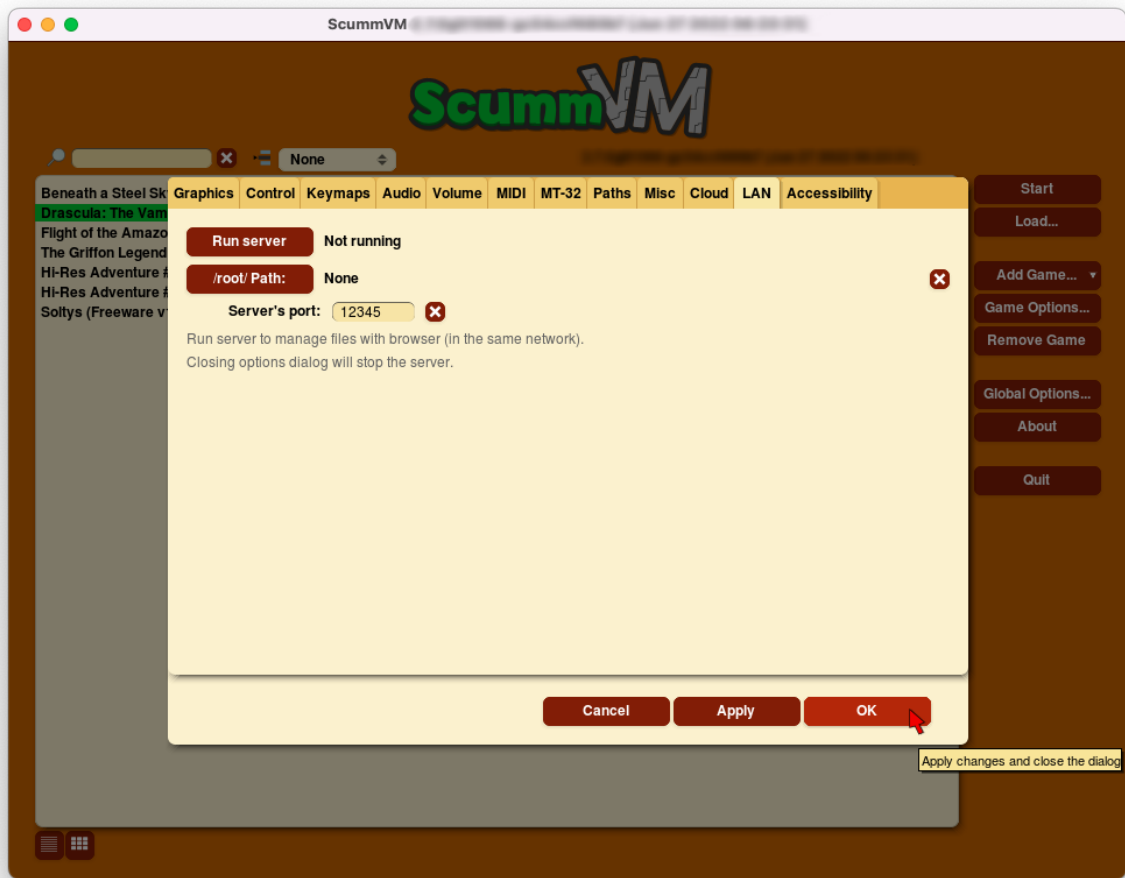 ScummVM
ScummVM
None
Beneath a Steel Sk
Drascula: The Vam
Flight of the Amazo
The Griffon Legend
Hi-Res Adventure #
Hi-Res Adventure #
Soltys (Freeware v
Graphics Control Keymaps Audio Volume MIDI MT-32 Paths Misc Cloud LAN Accessibility
Run server Not running
/root/ Path: None
Server's port: 12345
Run server to manage files with browser (in the same network).
Closing options dialog will stop the server.
Cancel Apply OK
Apply changes and close the dialog
Start
Load...
Add Game...
Game Options...
Remove Game
Global Options...
About
Quit